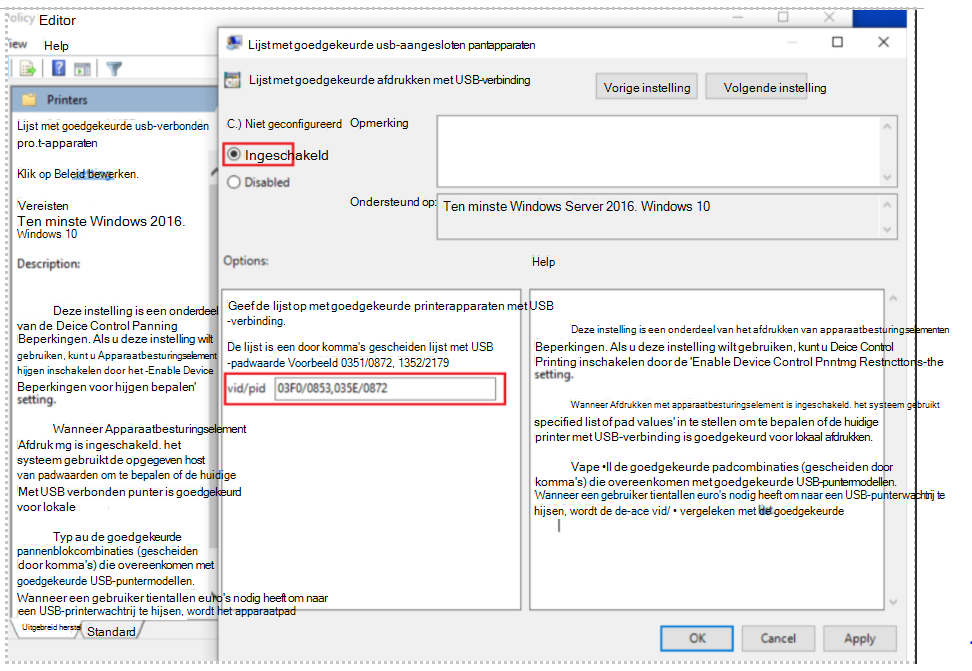 Policy Editor
iew Help
Printers
Lijst met goedgekeurde usb-verbonden
pro.t-apparaten
Klik op Beleid bewerken.
Vereisten
Ten minste Windows 2016.
Windows 10
Description:
Deze instelling is een onderdeel
van de Deice Control Panning
Beperkingen. Als u deze instelling wilt
gebruiken, kunt u Apparaatbesturingselement
hijgen inschakelen door het -Enable Device
Beperkingen voor hijgen bepalen'
setting.
Wanneer Apparaatbesturingselement
Afdruk mg is ingeschakeld. het
systeem gebruikt de opgegeven host
van padwaarden om te bepalen of de huidige
Met USB verbonden punter is goedgekeurd
voor lokale
Typ au de goedgekeurde
pannenblokcombinaties (gescheiden
door komma's) die overeenkomen met
goedgekeurde USB-puntermodellen.
Wanneer een gebruiker tientallen euro's nodig heeft om naar
een USB-printerwachtrij te hijsen, wordt het apparaatpad
Uitgebreid herstel Standard
Lijst met goedgekeurde usb-aangesloten pantapparaten
Lijst met goedgekeurde afdrukken met USB-verbinding
Vorige instelling Volgende instelling
C.) Niet geconfigureerd Opmerking
Ingeschakeld
Disabled
Ondersteund op: Ten minste Windows Server 2016. Windows 10
Options:
Help
Geef de lijst op met goedgekeurde printerapparaten met USB
-verbinding.
De lijst is een door komma's gescheiden lijst met USB
-padwaarde Voorbeeld 0351/0872, 1352/2179
vid/pid 03F0/0853,035E/0872
Deze instelling is een onderdeel van het afdrukken van apparaatbesturingselementen
Beperkingen. Als u deze instelling wilt gebruiken, kunt u Deice Control
Printing inschakelen door de 'Enable Device Control Pnntmg Restncttons-the
setting.
Wanneer Afdrukken met apparaatbesturingselement is ingeschakeld. het systeem gebruikt
specified list of pad values' in te stellen om te bepalen of de huidige
printer met USB-verbinding is goedgekeurd voor lokaal afdrukken.
Vape •ll de goedgekeurde padcombinaties (gescheiden door
komma's) die overeenkomen met goedgekeurde USB-puntermodellen.
Wanneer een gebruiker tientallen euro's nodig heeft om naar een USB-punterwachtrij te
hijsen, wordt de de-ace vid/ • vergeleken met de goedgekeurde
OK Cancel Apply